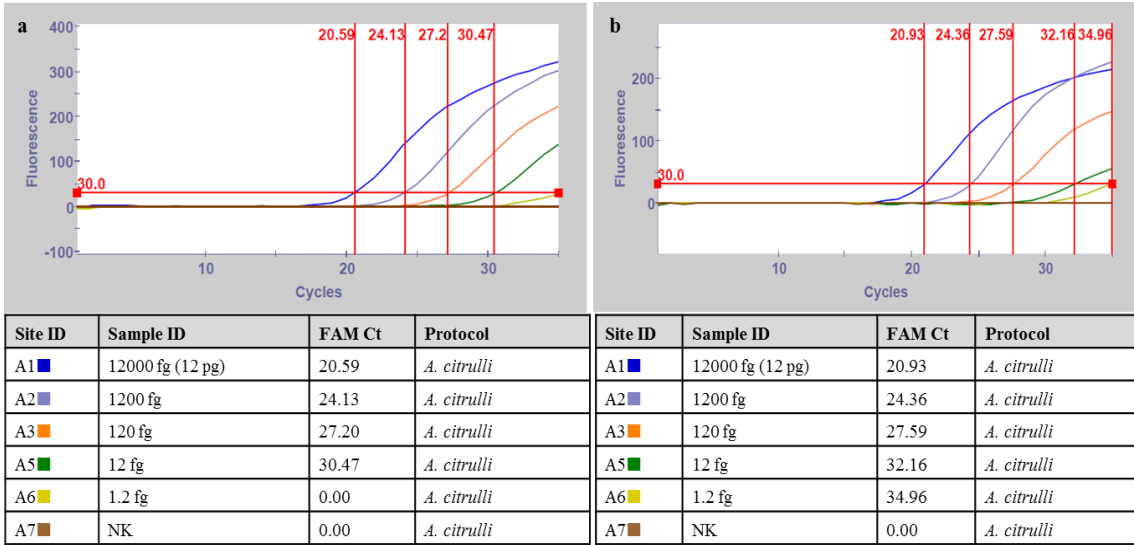 a
400
300
200
100
0
-100
Fluorescence
20.59 24.13 27.2 30.47
30.0
10 20 30
Cycles
Site ID Sample ID FAM Ct Protocol
A1 12000 fg (12 pg) 20.59 A. citrulli
A2 1200 fg 24.13 A. citrulli
A3 120 fg 27.20 A. citrulli
A5 12 fg 30.47 A. citrulli
A6 1.2 fg 0.00 A. citrulli
A7 NK 0.00 A. citrulli
b
200
100
0
Fluorescence
20.93 24.36 27.59 32.16 34.96
30.0
10 20 30
Cycles
Site ID Sample ID FAM Ct Protocol
A1 12000 fg (12 pg) 20.93 A. citrulli
A2 1200 fg 24.36 A. citrulli
A3 120 fg 27.59 A. citrulli
A5 12 fg 32.16 A. citrulli
A6 1.2 fg 34.96 A. citrulli
A7 NK 0.00 A. citrulli